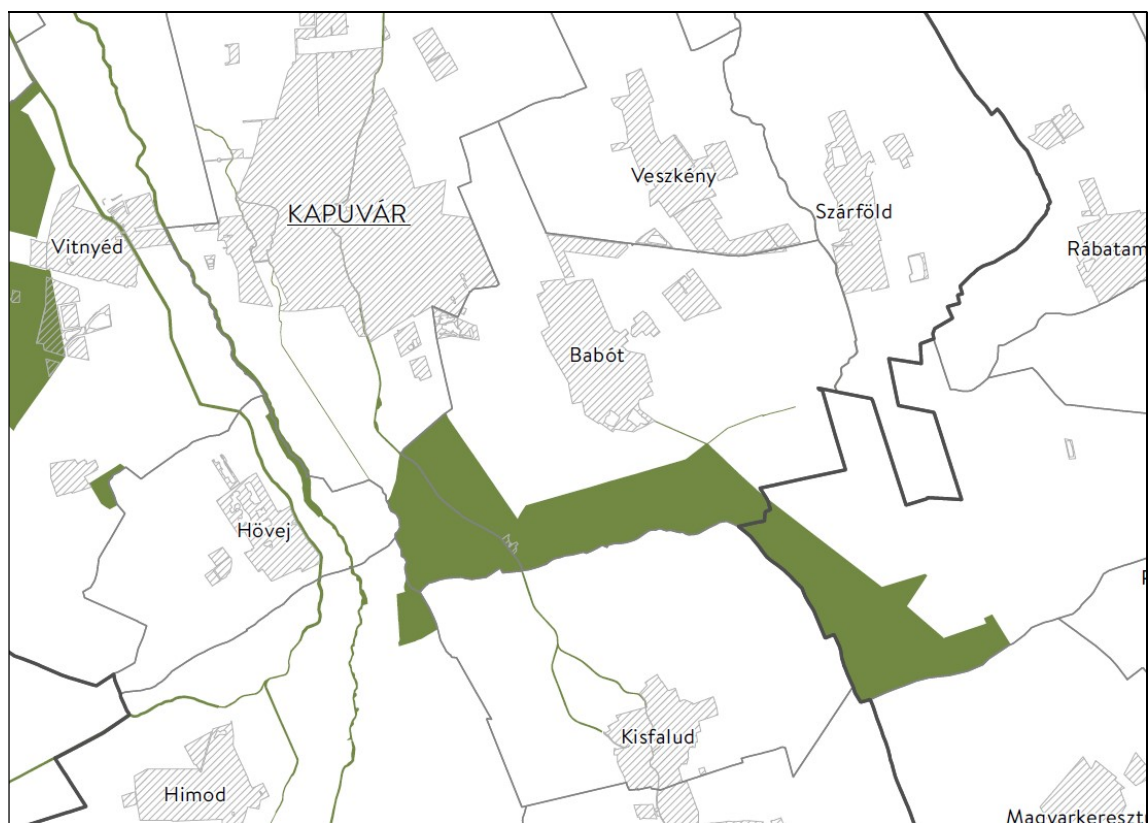 Veszkény
KAPUVÁR
Szárföld
Vitnyéd
Rábatam
Babót
Hövej
Kisfalud
Himod
Magyarkereszt